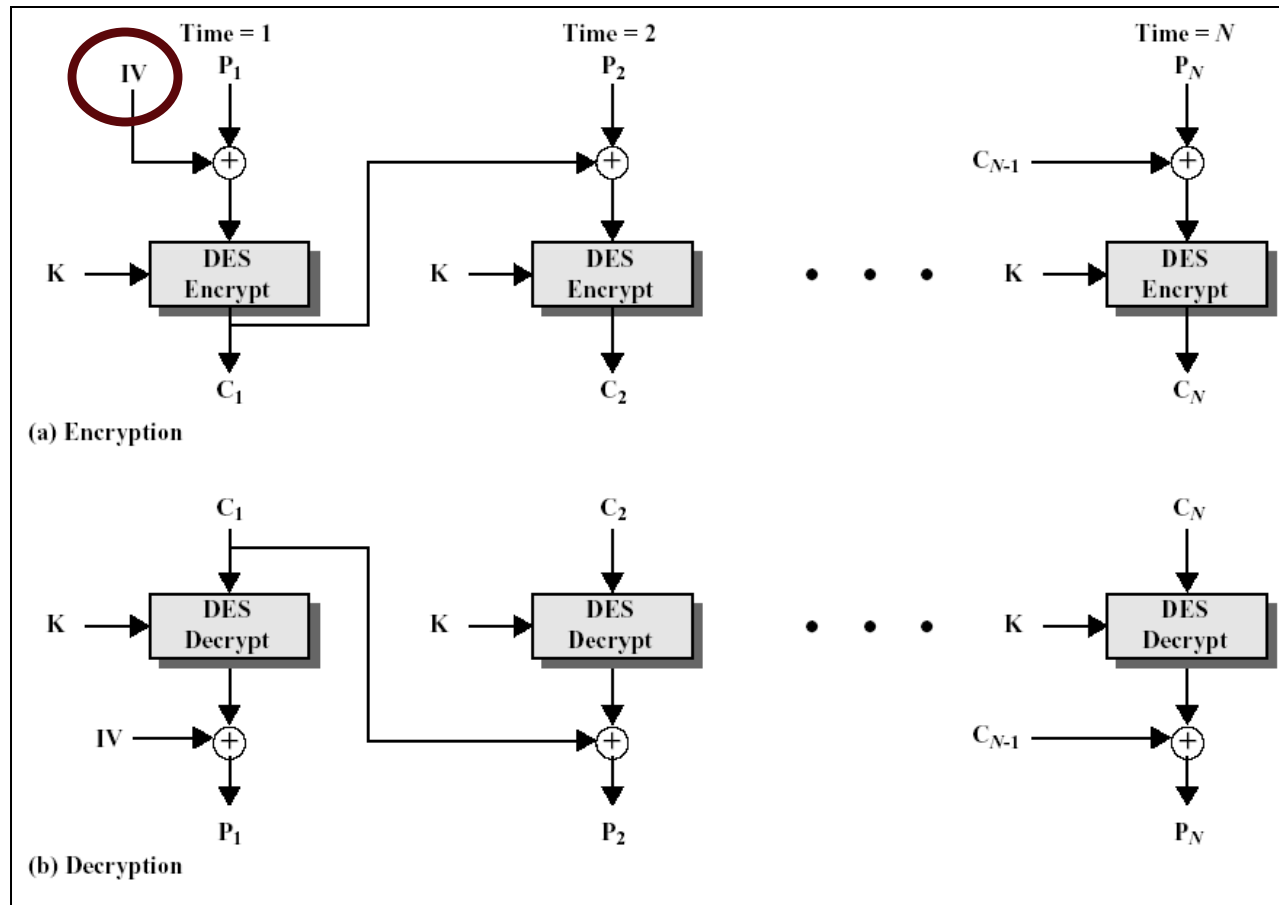 Time = 1 Time = 2 Time = N
IV P1 P2 PN
+ + CN-1 +
K DES Encrypt K DES Encrypt • • • K DES Encrypt
C1 C2 CN
(a) Encryption
C1 C2 CN
K DES Decrypt K DES Decrypt • • • K DES Decrypt
IV + + CN-1 +
P1 P2 PN
(b) Decryption